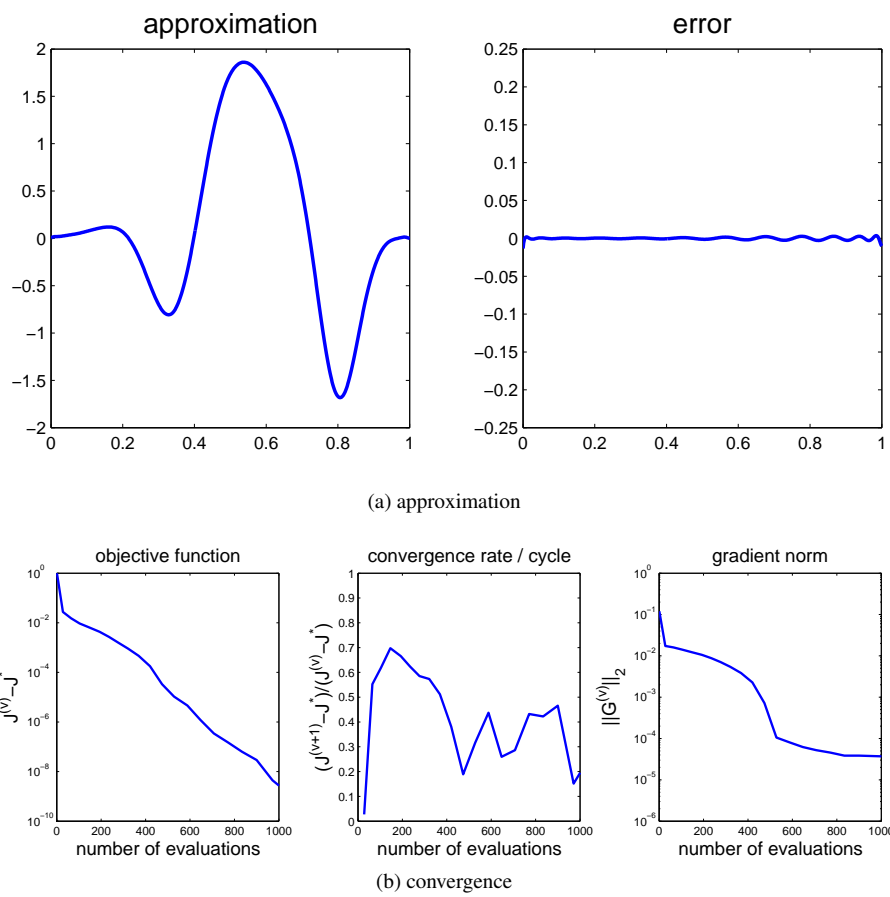 approximation
error
2
1.5
1
0.5
0
−0.5
−1
−1.5
−2
0 0.2 0.4 0.6 0.8 1
0.25
0.2
0.15
0.1
0.05
0
−0.05
−0.1
−0.15
−0.2
−0.25
0 0.2 0.4 0.6 0.8 1
(a) approximation
objective function
J^(v)−J^*
10^0
10^−2
10^−4
10^−6
10^−8
10^−10
0 200 400 600 800 1000
number of evaluations
convergence rate / cycle
(J^(v+1)−J^*)/(J^(v)−J^*)
1
0.9
0.8
0.7
0.6
0.5
0.4
0.3
0.2
0.1
0
0 200 400 600 800 1000
number of evaluations
gradient norm
||G^(v)||_2
10^0
10^−1
10^−2
10^−3
10^−4
10^−5
10^−6
0 200 400 600 800 1000
number of evaluations
(b) convergence